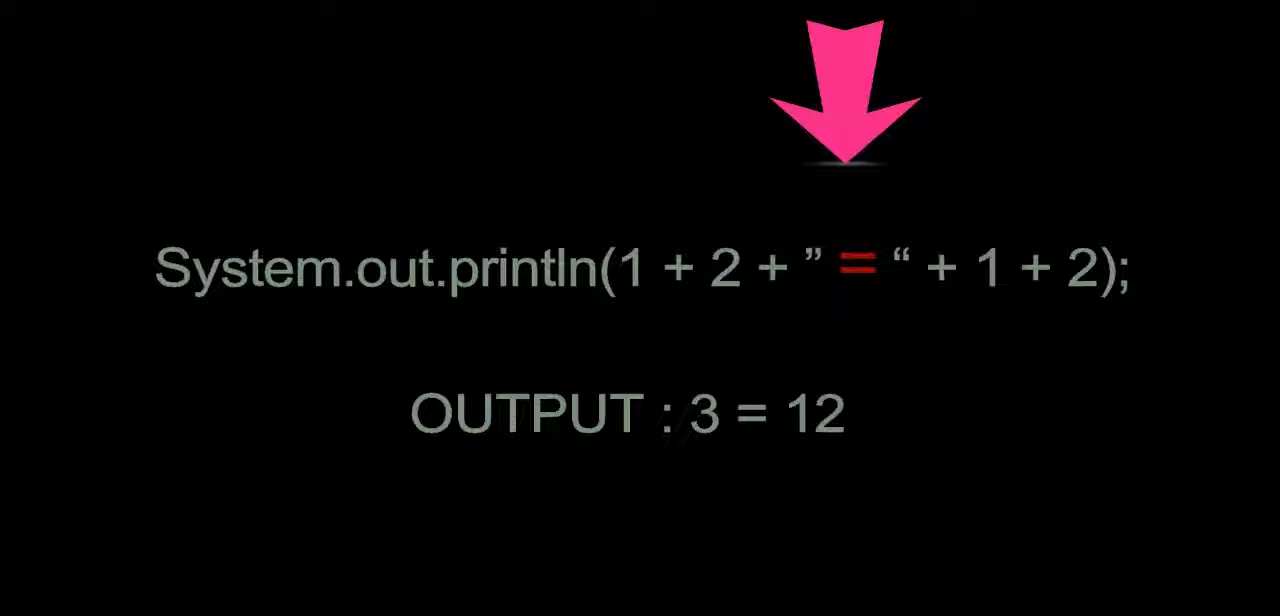 System.out.println(1 + 2 + ” = “ + 1 + 2);
OUTPUT : 3 = 12